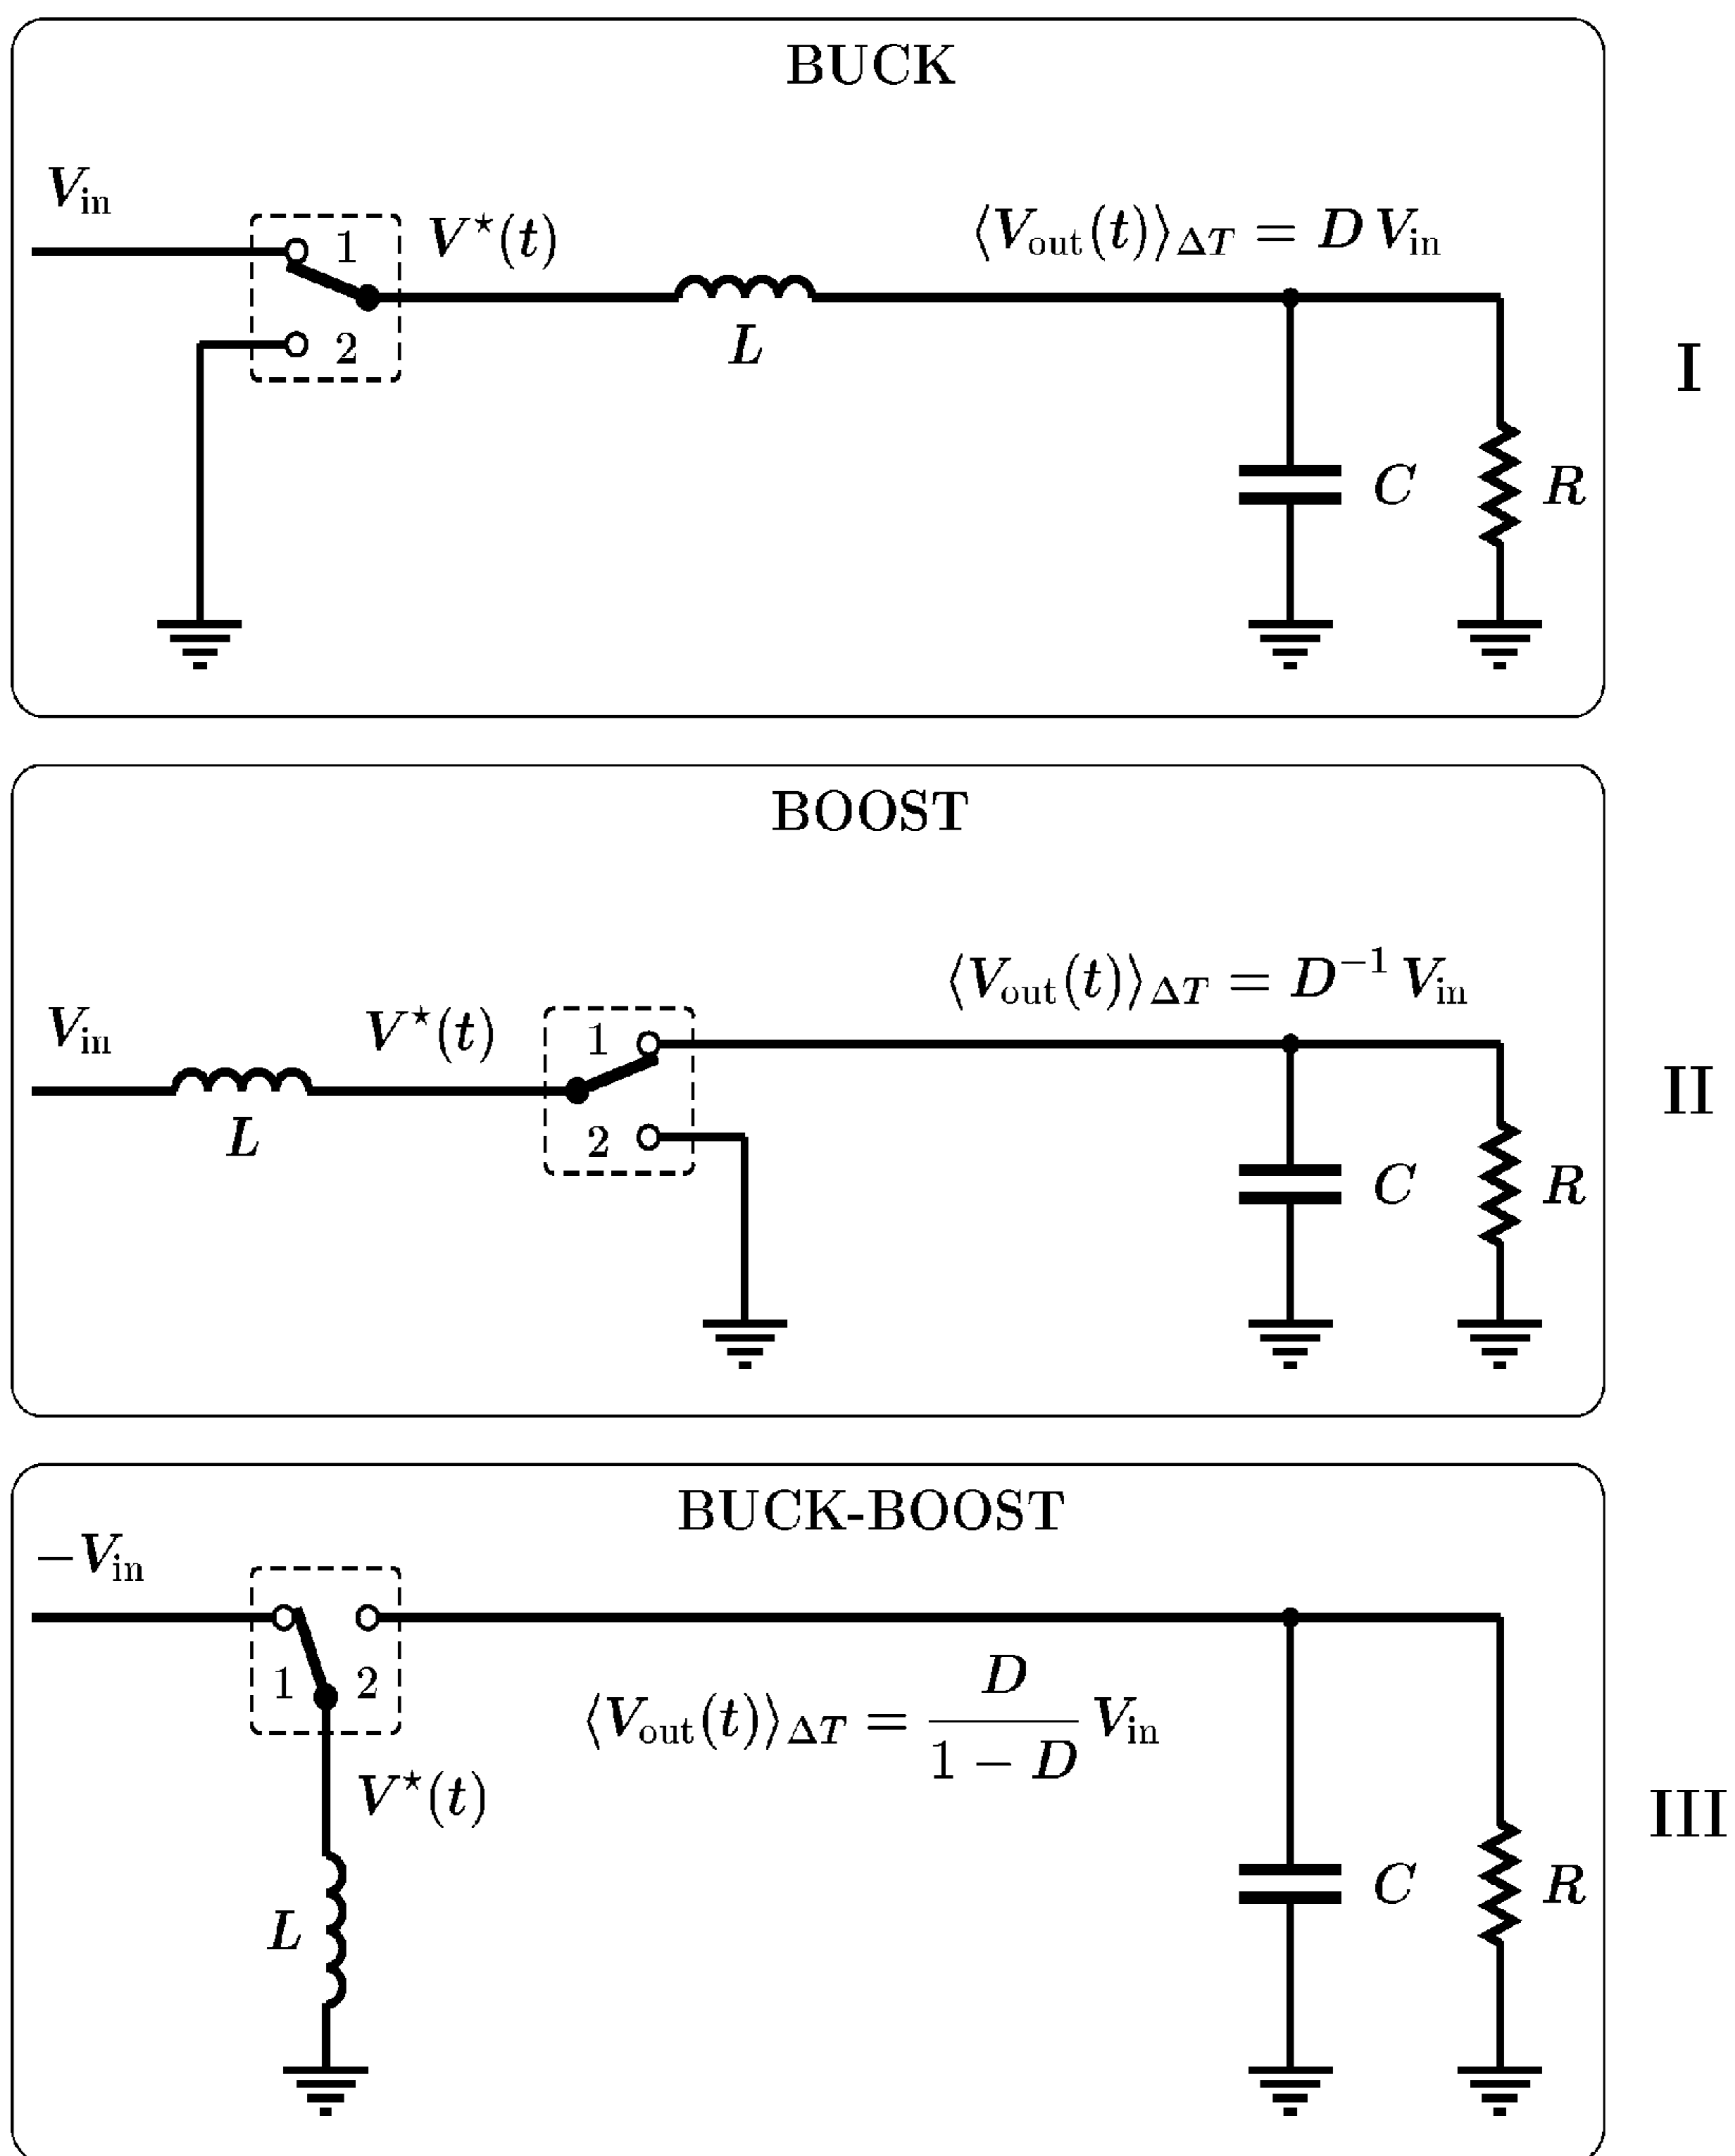 BUCK
V_in
1
V*(t)
⟨V_out(t)⟩_ΔT = D V_in
2
L
C
R
I
BOOST
V_in
V*(t)
1
⟨V_out(t)⟩_ΔT = D^−1 V_in
L
2
C
R
II
BUCK-BOOST
−V_in
1
2
⟨V_out(t)⟩_ΔT = D/(1 − D) V_in
V*(t)
L
C
R
III